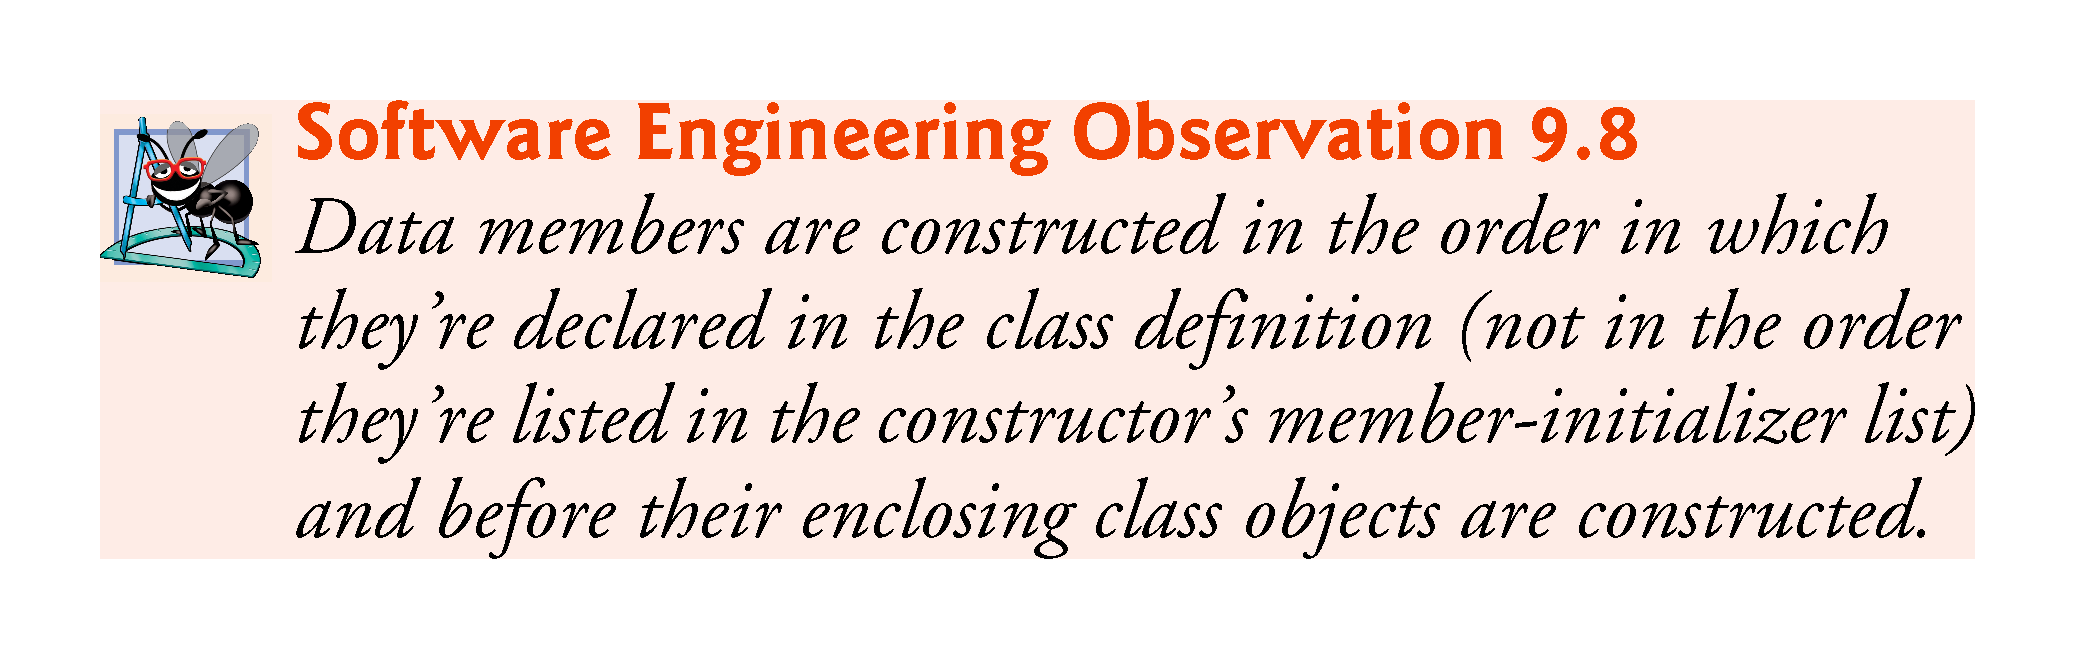 Software Engineering Observation 9.8
Data members are constructed in the order in which
they’re declared in the class definition (not in the order
they’re listed in the constructor’s member-initializer list)
and before their enclosing class objects are constructed.